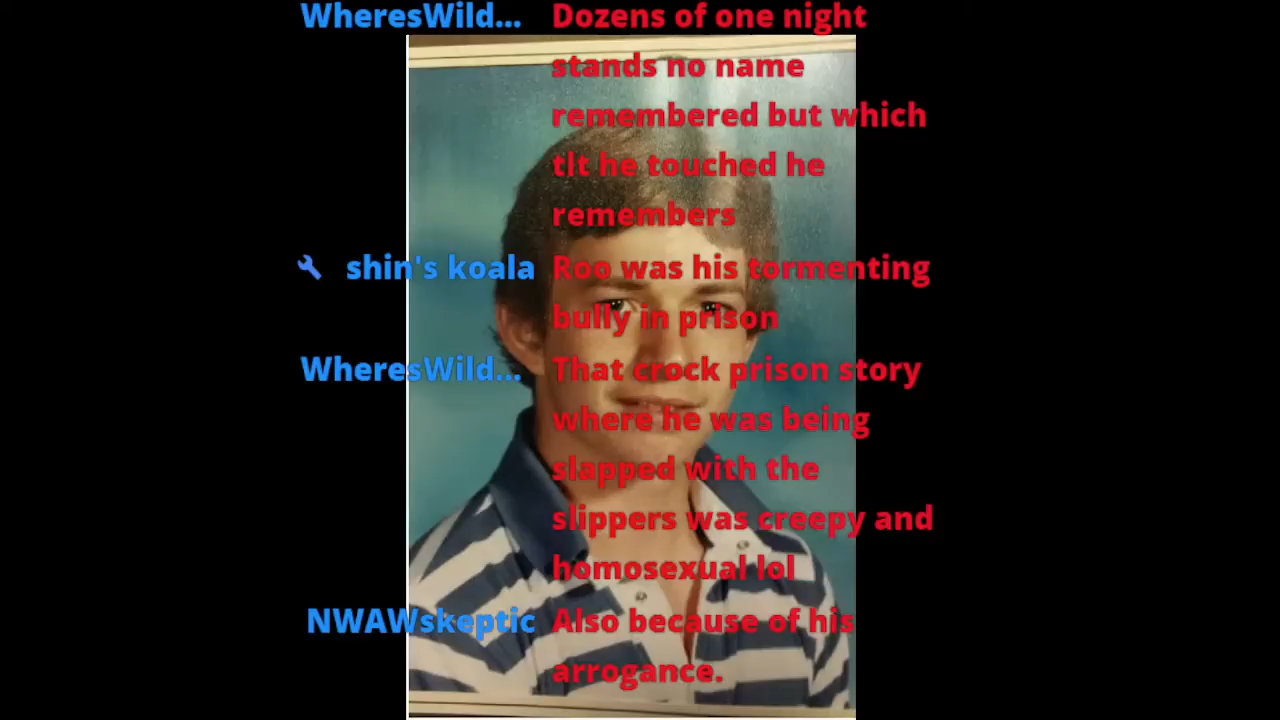 WheresWild... Dozens of one night
stands no name
remembered but which
tlt he touched he
remembers
shin's koala Roo was his tormenting
bully in prison
WheresWild... That crock prison story
where he was being
slapped with the
slippers was creepy and
homosexual lol
NWAWskeptic Also because of his
arrogance.